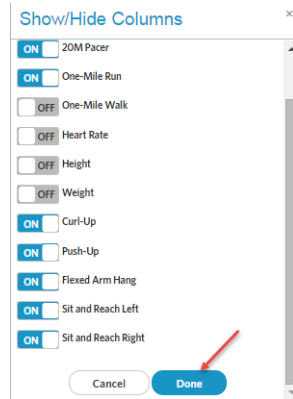 Show/Hide Columns ×
ON 20M Pacer
ON One-Mile Run
OFF One-Mile Walk
OFF Heart Rate
OFF Height
OFF Weight
ON Curl-Up
ON Push-Up
ON Flexed Arm Hang
ON Sit and Reach Left
ON Sit and Reach Right
Cancel Done